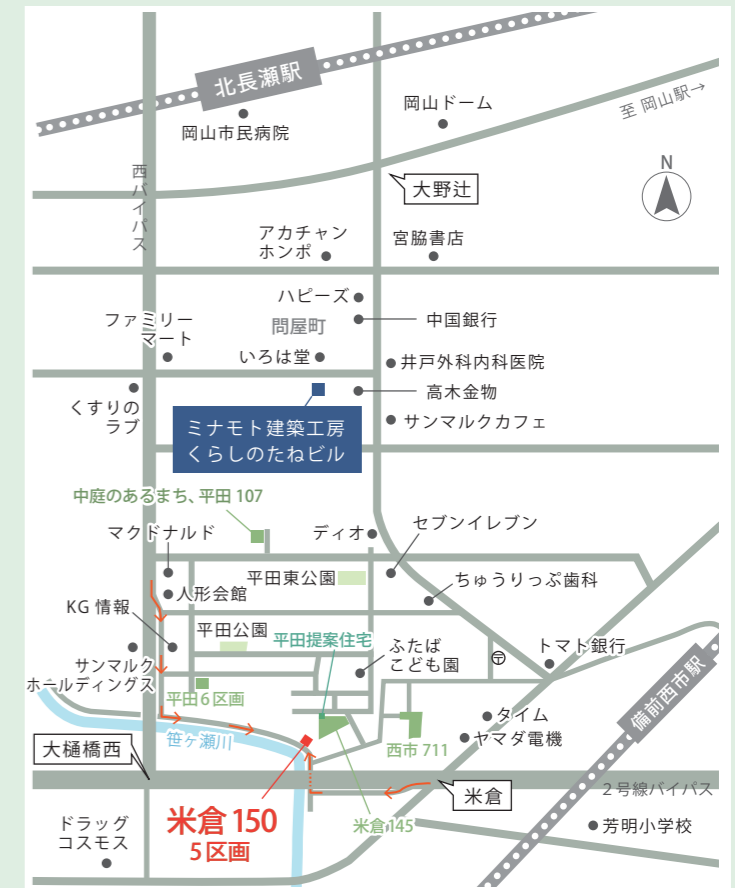 北長瀬駅
岡山ドーム
至 岡山駅→
岡山市民病院
西バイパス
大野辻
N
アカチャン
ホンポ
宮脇書店
ハピーズ
ファミリー
マート
問屋町
中国銀行
いろは堂
井戸外科内科医院
くすりの
ラブ
高木金物
サンマルクカフェ
ミナモト建築工房
くらしのたねビル
中庭のあるまち、平田 107
マクドナルド
ディオ
セブンイレブン
平田東公園
ちゅうりっぷ歯科
人形会館
KG 情報
平田公園
平田提案住宅
ふたば
こども園
〒
トマト銀行
サンマルク
ホールディングス
平田6区画
備前西市駅
タイム
笹ヶ瀬川
ヤマダ電機
西市 711
大樋橋西
米倉
2号線バイパス
米倉 150
5区画
米倉145
ドラッグ
コスモス
芳明小学校